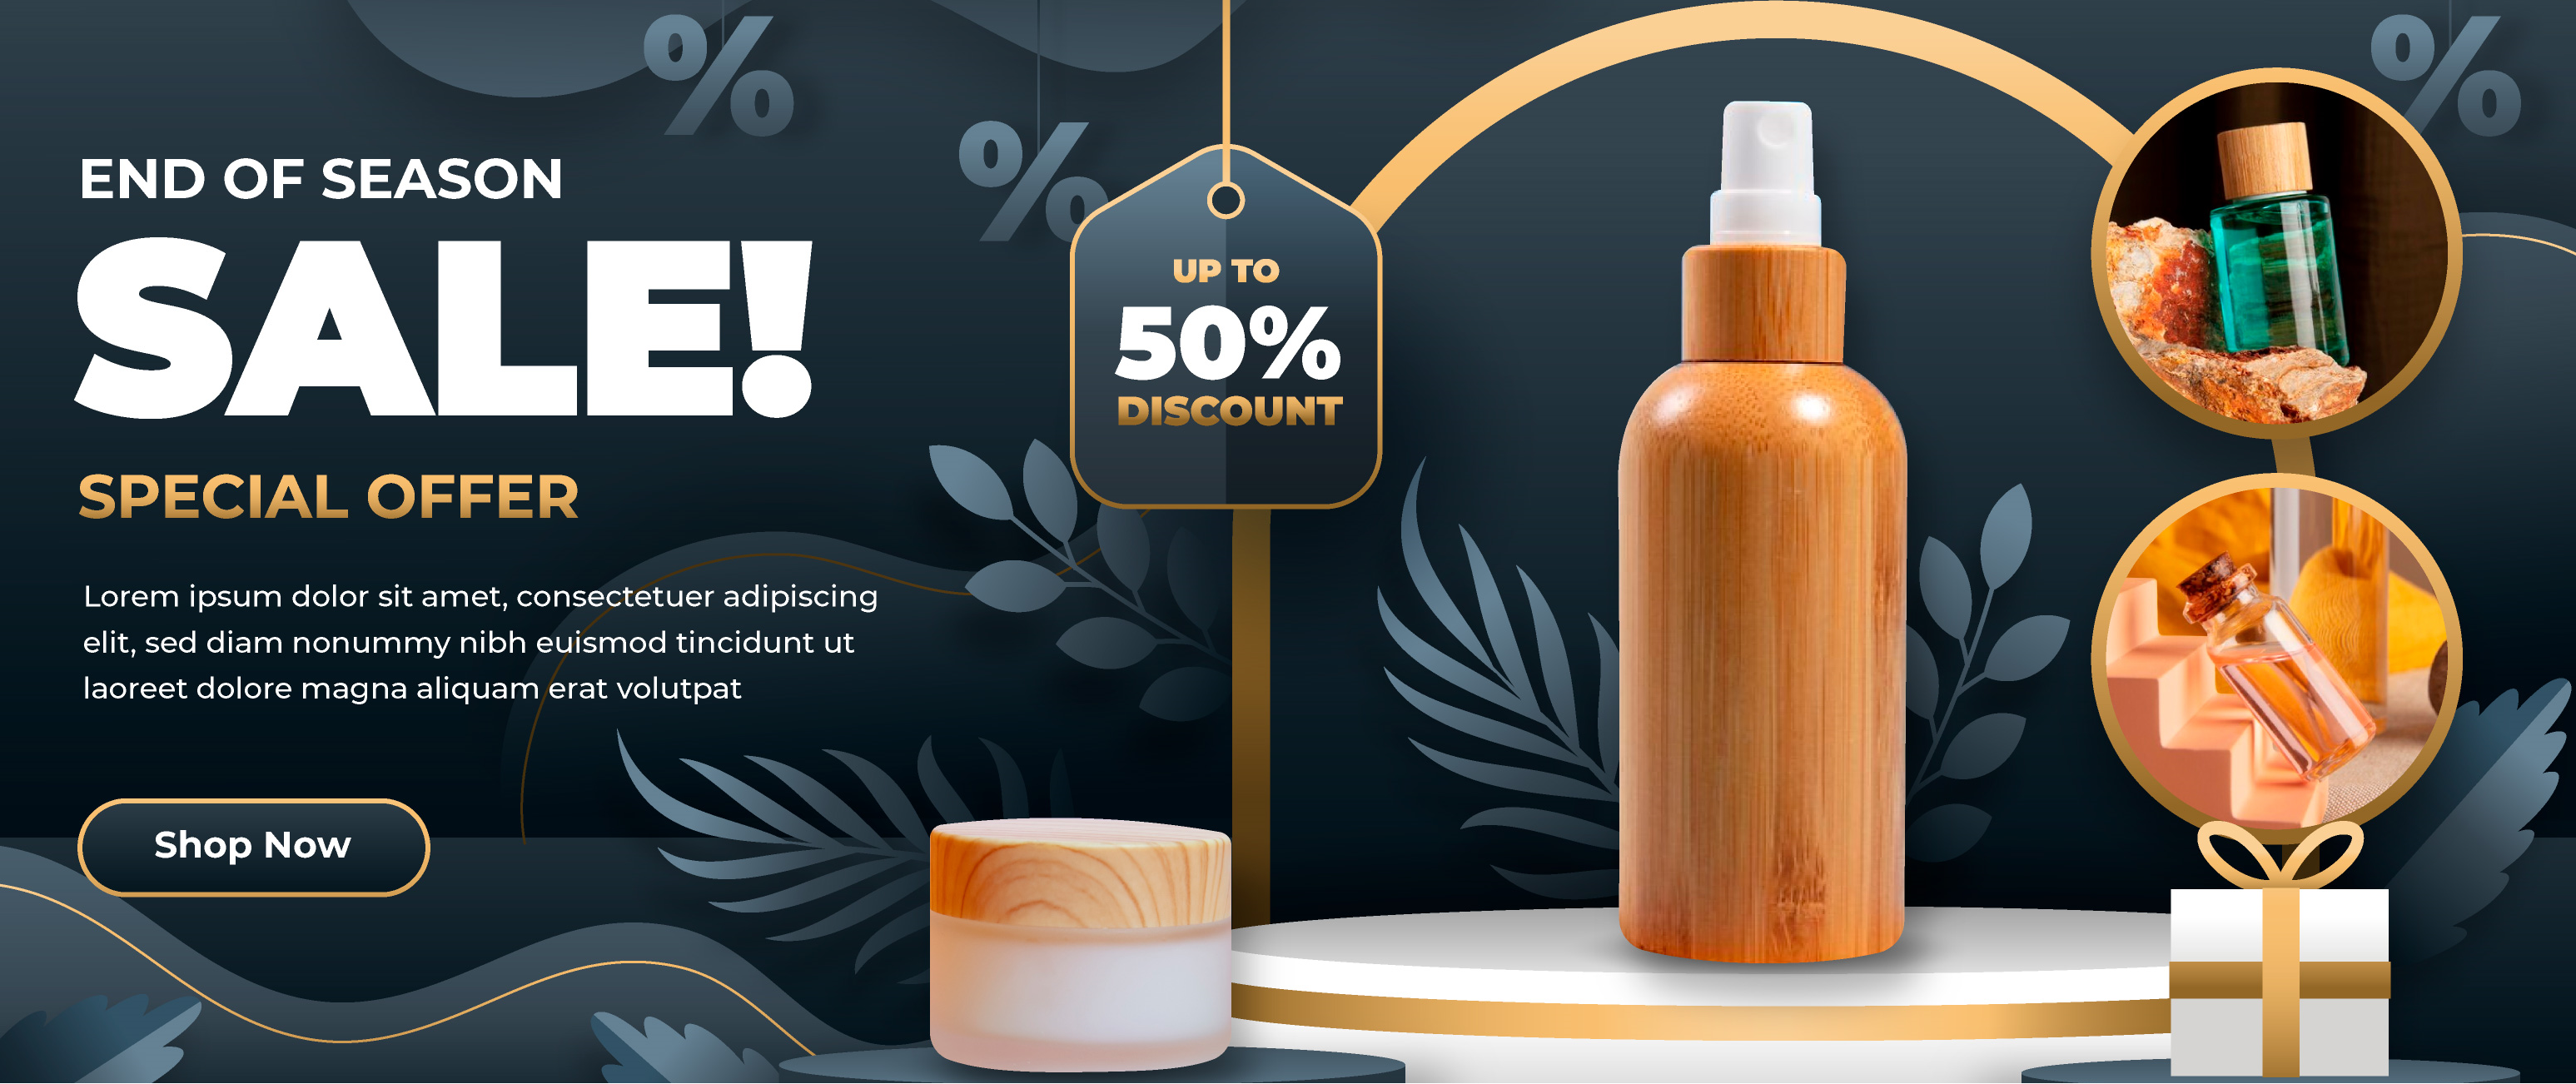 END OF SEASON
SALE!
SPECIAL OFFER
Lorem ipsum dolor sit amet, consectetuer adipiscing
elit, sed diam nonummy nibh euismod tincidunt ut
laoreet dolore magna aliquam erat volutpat
Shop Now
%
%
UP TO
50%
DISCOUNT
%